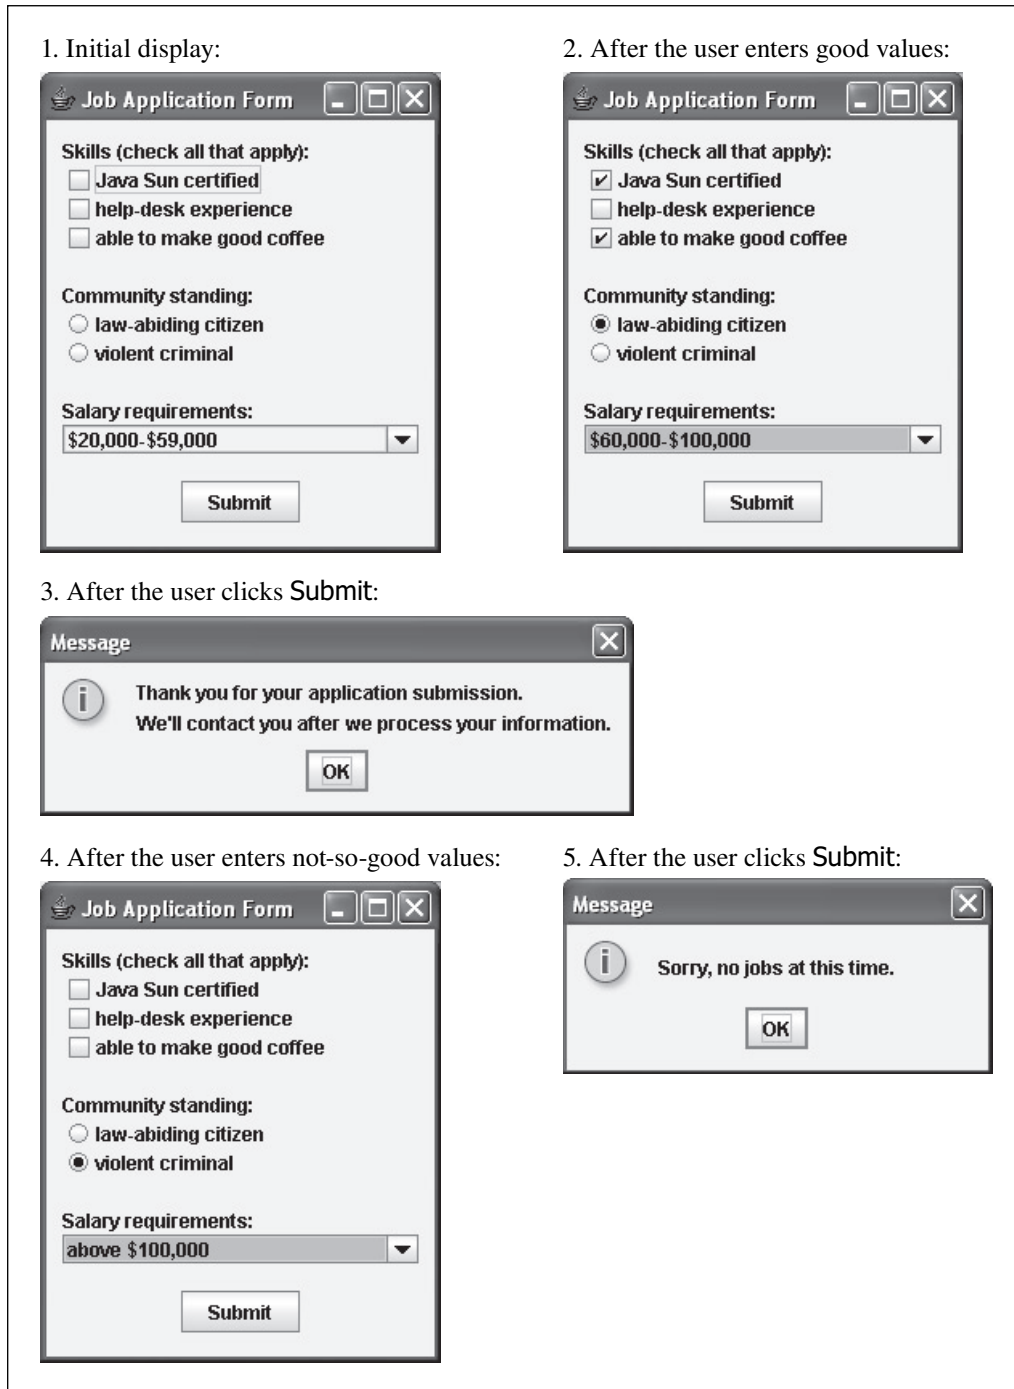 1. Initial display:
Job Application Form
Skills (check all that apply):
Java Sun certified
help-desk experience
able to make good coffee
Community standing:
law-abiding citizen
violent criminal
Salary requirements:
$20,000-$59,000
Submit
2. After the user enters good values:
Job Application Form
Skills (check all that apply):
Java Sun certified
help-desk experience
able to make good coffee
Community standing:
law-abiding citizen
violent criminal
Salary requirements:
$60,000-$100,000
Submit
3. After the user clicks Submit:
Message
Thank you for your application submission.
We'll contact you after we process your information.
OK
4. After the user enters not-so-good values:
Job Application Form
Skills (check all that apply):
Java Sun certified
help-desk experience
able to make good coffee
Community standing:
law-abiding citizen
violent criminal
Salary requirements:
above $100,000
Submit
5. After the user clicks Submit:
Message
Sorry, no jobs at this time.
OK